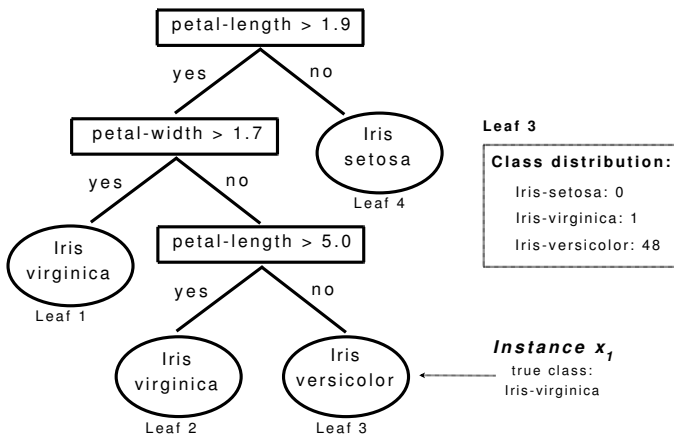 petal-length > 1.9
yes
no
petal-width > 1.7
Iris
setosa
Leaf 4
yes
no
Iris
virginica
Leaf 1
petal-length > 5.0
yes
no
Iris
virginica
Leaf 2
Iris
versicolor
Leaf 3
Leaf 3
Class distribution:
Iris-setosa: 0
Iris-virginica: 1
Iris-versicolor: 48
Instance x₁
true class:
Iris-virginica